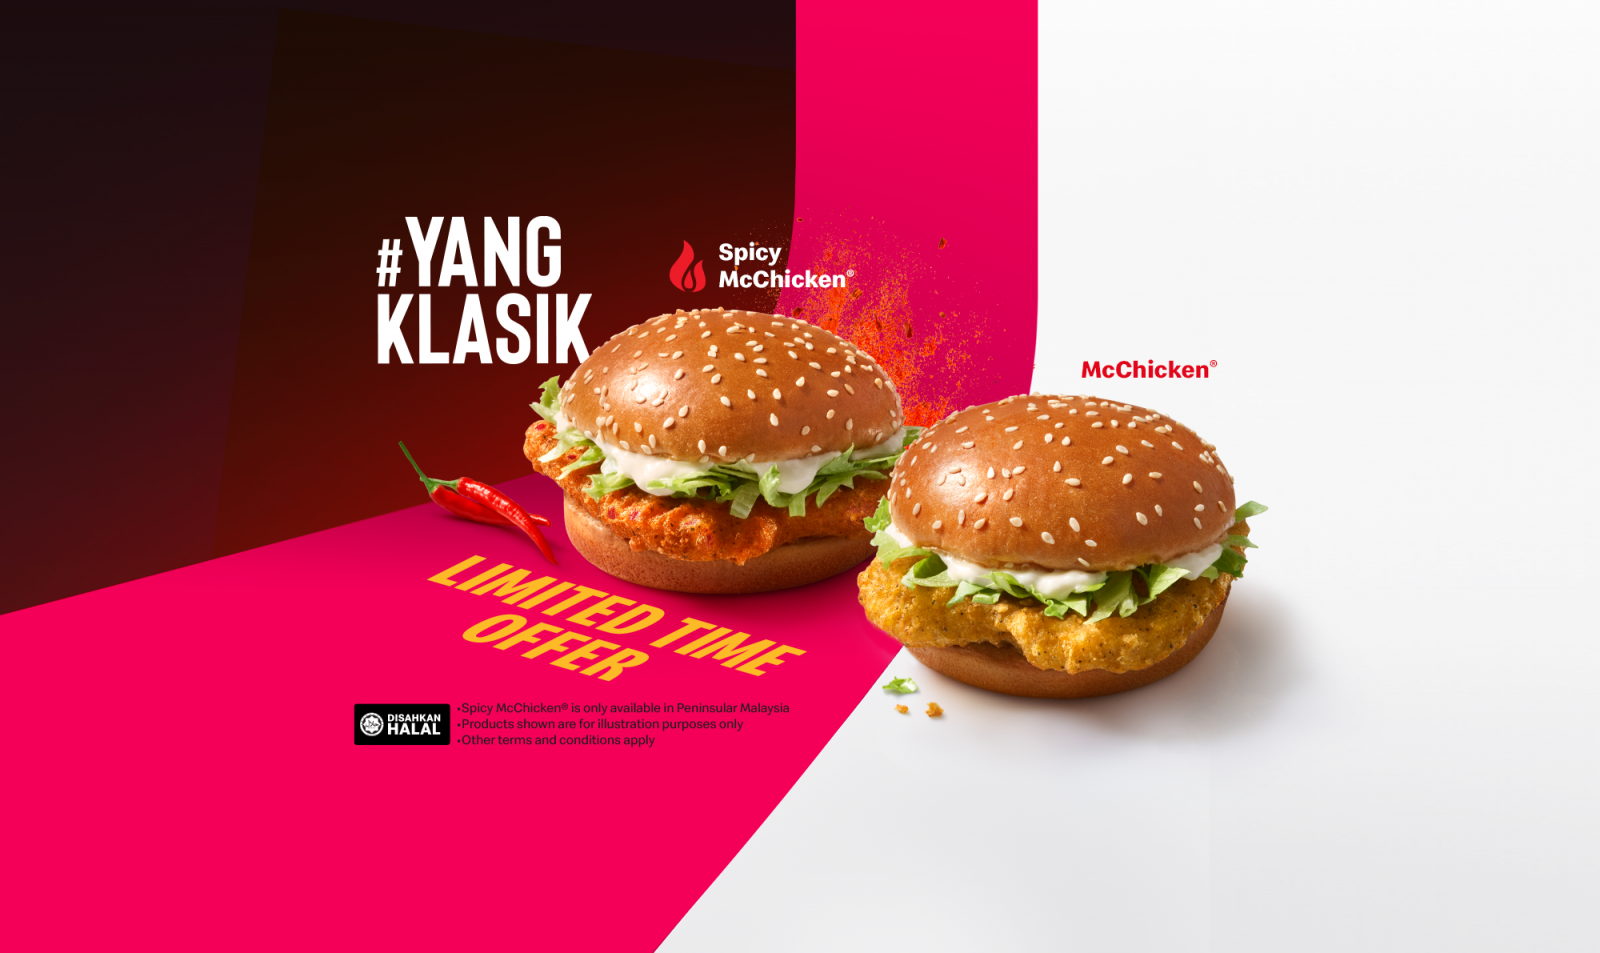 #YANG
KLASIK
Spicy
McChicken®
McChicken®
LIMITED TIME
OFFER
DISAHKAN
HALAL
•Spicy McChicken® is only available in Peninsular Malaysia
•Products shown are for illustration purposes only
•Other terms and conditions apply